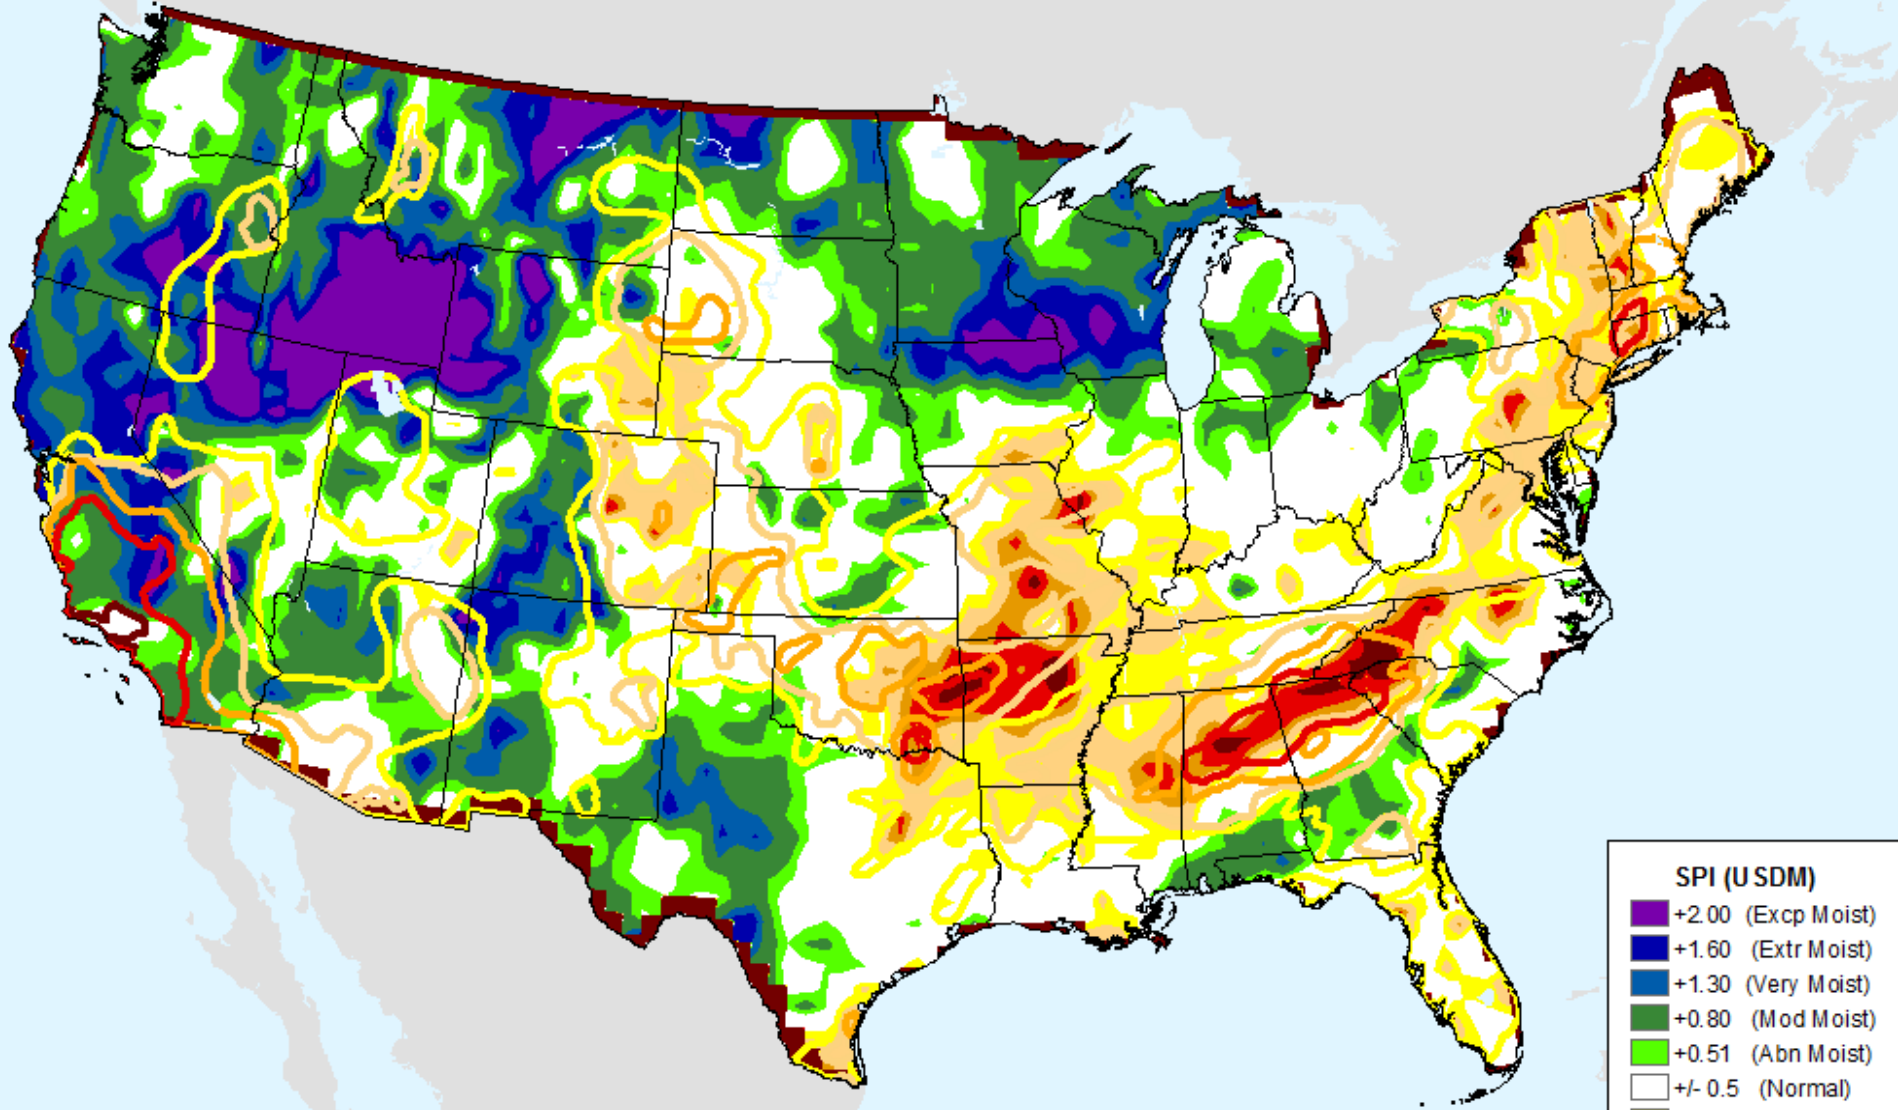 SPI (USDM)
+2.00 (Excp Moist)
+1.60 (Extr Moist)
+1.30 (Very Moist)
+0.80 (Mod Moist)
+0.51 (Abn Moist)
+/- 0.5 (Normal)